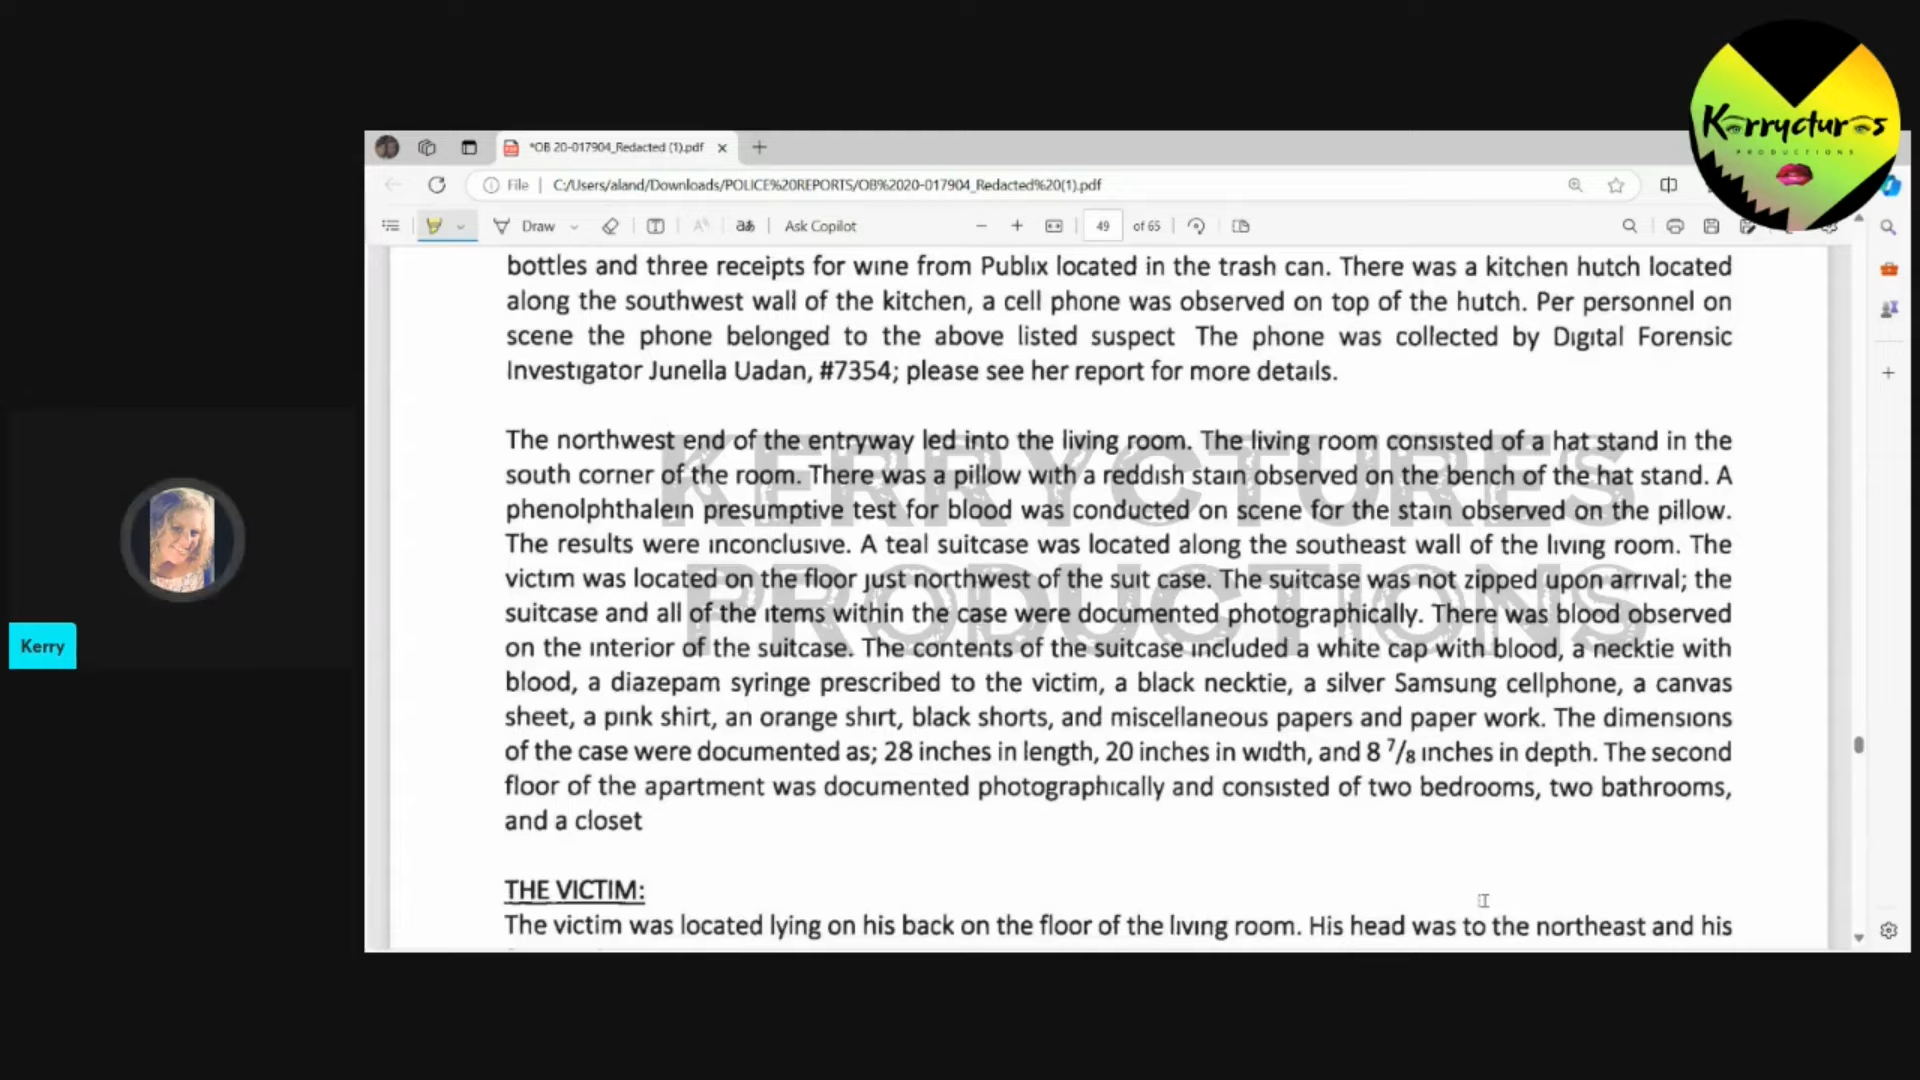 Kerryctures
PRODUCTIONS
*OB 20-017904_Redacted (1).pdf
File
C:/Users/aland/Downloads/POLICE%20REPORTS/OB%2020-017904_Redacted%20(1).pdf
Draw
Ask Copilot
49 of 65
bottles and three receipts for wine from Publix located in the trash can. There was a kitchen hutch located
along the southwest wall of the kitchen, a cell phone was observed on top of the hutch. Per personnel on
scene the phone belonged to the above listed suspect The phone was collected by Digital Forensic
Investigator Junella Uadan, #7354; please see her report for more details.
The northwest end of the entryway led into the living room. The living room consisted of a hat stand in the
south corner of the room. There was a pillow with a reddish stain observed on the bench of the hat stand. A
phenolphthalein presumptive test for blood was conducted on scene for the stain observed on the pillow.
The results were inconclusive. A teal suitcase was located along the southeast wall of the living room. The
victim was located on the floor just northwest of the suit case. The suitcase was not zipped upon arrival; the
suitcase and all of the items within the case were documented photographically. There was blood observed
on the interior of the suitcase. The contents of the suitcase included a white cap with blood, a necktie with
blood, a diazepam syringe prescribed to the victim, a black necktie, a silver Samsung cellphone, a canvas
sheet, a pink shirt, an orange shirt, black shorts, and miscellaneous papers and paper work. The dimensions
of the case were documented as; 28 inches in length, 20 inches in width, and 8 7/8 inches in depth. The second
floor of the apartment was documented photographically and consisted of two bedrooms, two bathrooms,
and a closet
THE VICTIM:
The victim was located lying on his back on the floor of the living room. His head was to the northeast and his
KERRYCTURES
PRODUCTIONS
Kerry